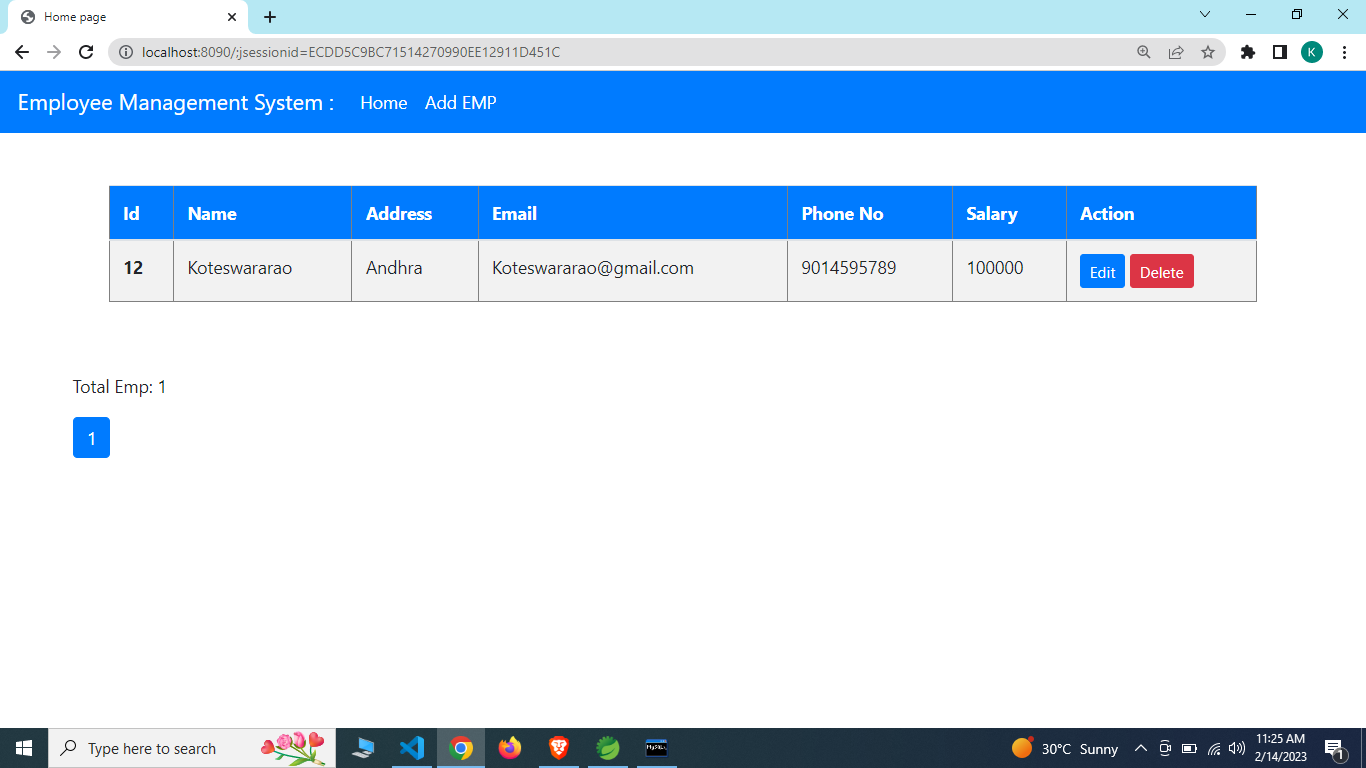 Home page
localhost:8090/;jsessionid=ECDD5C9BC71514270990EE12911D451C
K
Employee Management System : Home Add EMP
Id Name Address Email Phone No Salary Action
12 Koteswararao Andhra Koteswararao@gmail.com 9014595789 100000 Edit Delete
Total Emp: 1
1
Type here to search
MySQL
30°C Sunny
11:25 AM
2/14/2023
1